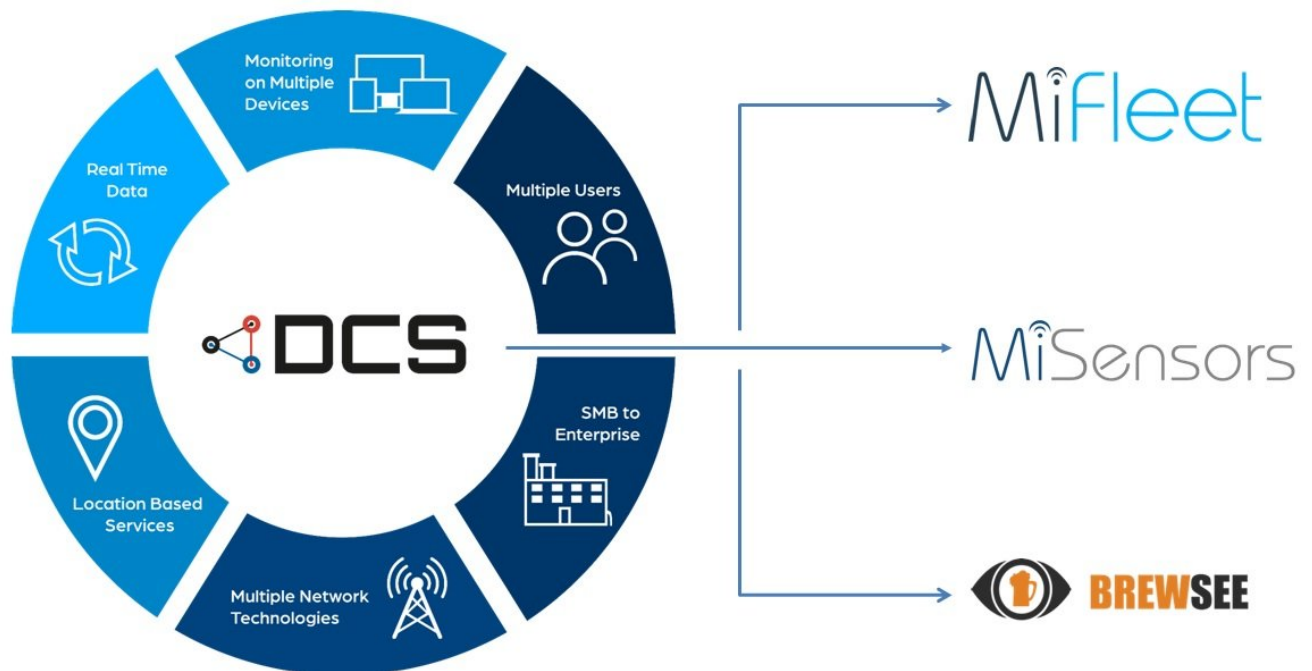 Monitoring
on Multiple
Devices
Multiple Users
SMB to
Enterprise
Multiple Network
Technologies
Location Based
Services
Real Time
Data
DCS
MiFleet
MiSensors
BREWSEE